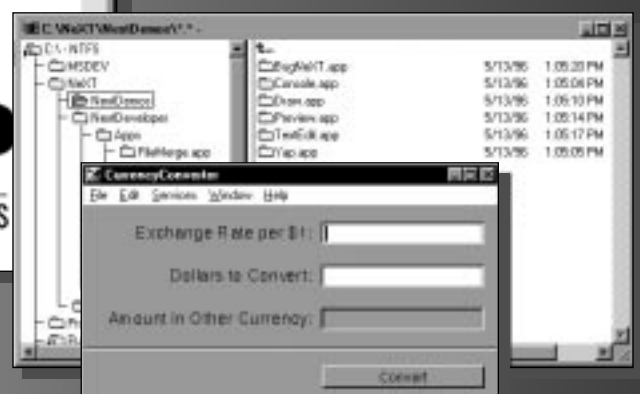 C:\NeXT\NextDemos\*.* -
C:\ - NTFS
MSDEV
NeXT
NextDemos
NextDeveloper
Apps
FileMerge.app
BugNeXT.app 5/13/96 1:05:20 PM
Console.app 5/13/96 1:05:04 PM
Draw.app 5/13/96 1:05:10 PM
Preview.app 5/13/96 1:05:14 PM
TextEdit.app 5/13/96 1:05:17 PM
Yap.app 5/13/96 1:05:05 PM
S
CurrencyConverter
File Edit Services Window Help
Exchange Rate per $1:
Dollars to Convert:
Amount in Other Currency:
Convert